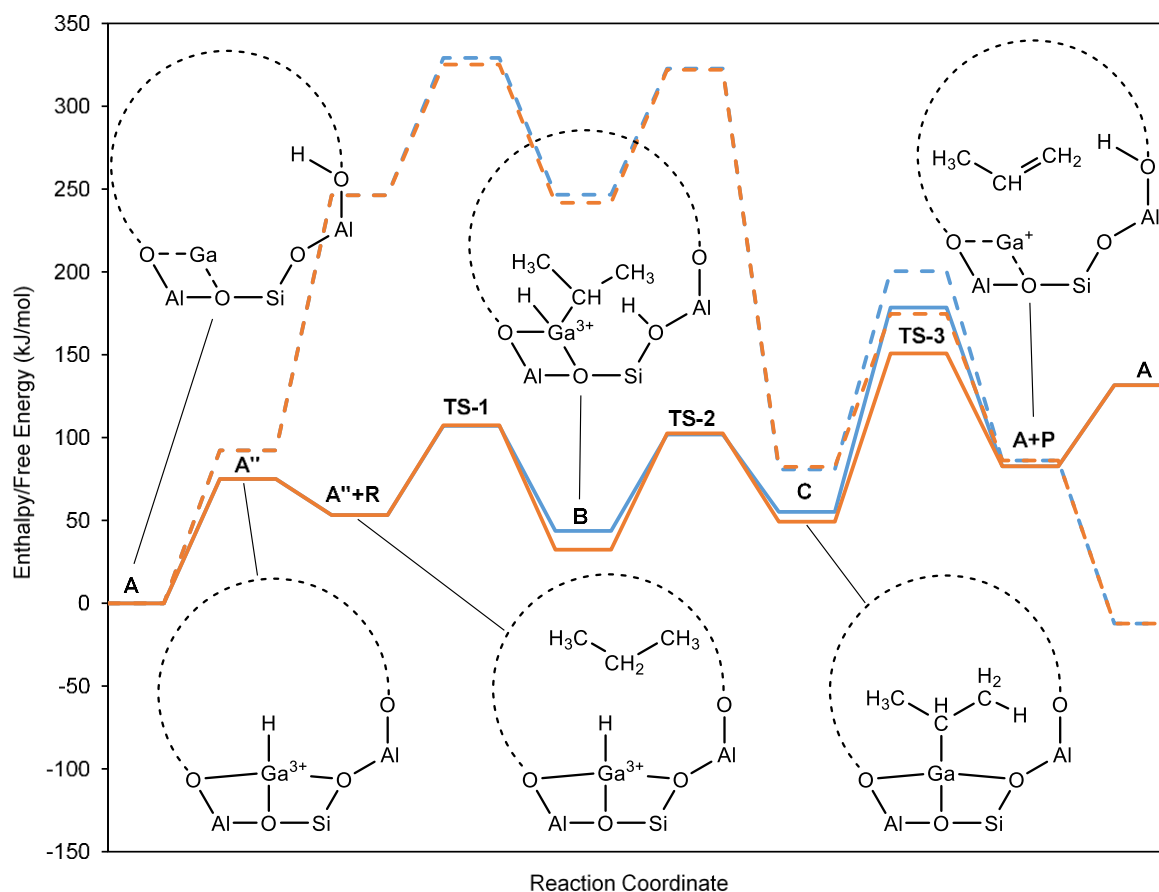 350
300
250
200
150
100
50
0
-50
-100
-150
Enthalpy/Free Energy (kJ/mol)
Reaction Coordinate
A
A''
A''+R
TS-1
B
TS-2
C
TS-3
A+P
A
H
O
O
Ga
Al
O
Si
O
Al
H₃C
CH₃
H
CH
O
Ga³⁺
H
O
Al
O
Al
O
Si
H₃C
CH
CH₂
H
O
O
Ga⁺
Al
O
Si
O
Al
H
O
Ga³⁺
O
Al
O
Al
O
Si
H₃C
CH₂
CH₃
H
O
Ga³⁺
O
Al
O
Al
O
Si
H₂
H₃C
H
C
H
C
O
Ga
O
Al
O
Al
O
Si